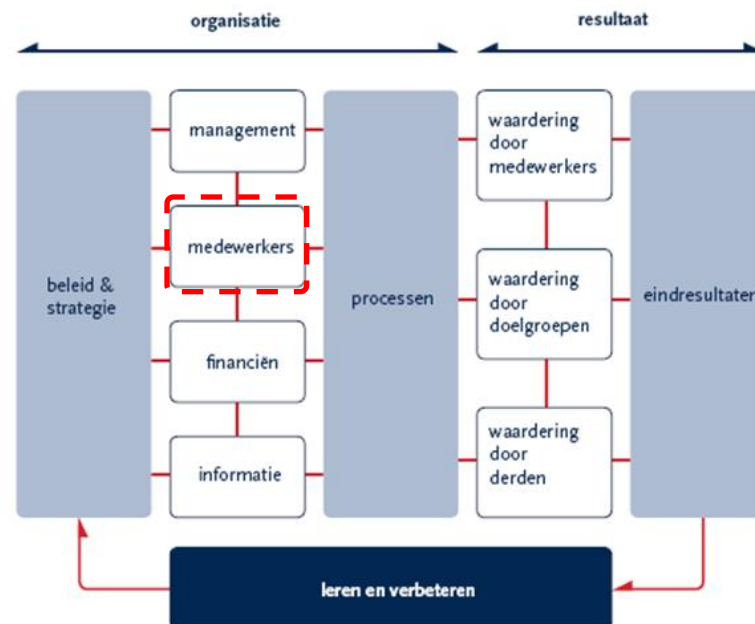 organisatie
resultaat
beleid &
strategie
management
medewerkers
financiën
informatie
processen
waardering
door
medewerkers
waardering
door
doelgroepen
waardering
door
derden
eindresultaten
leren en verbeteren